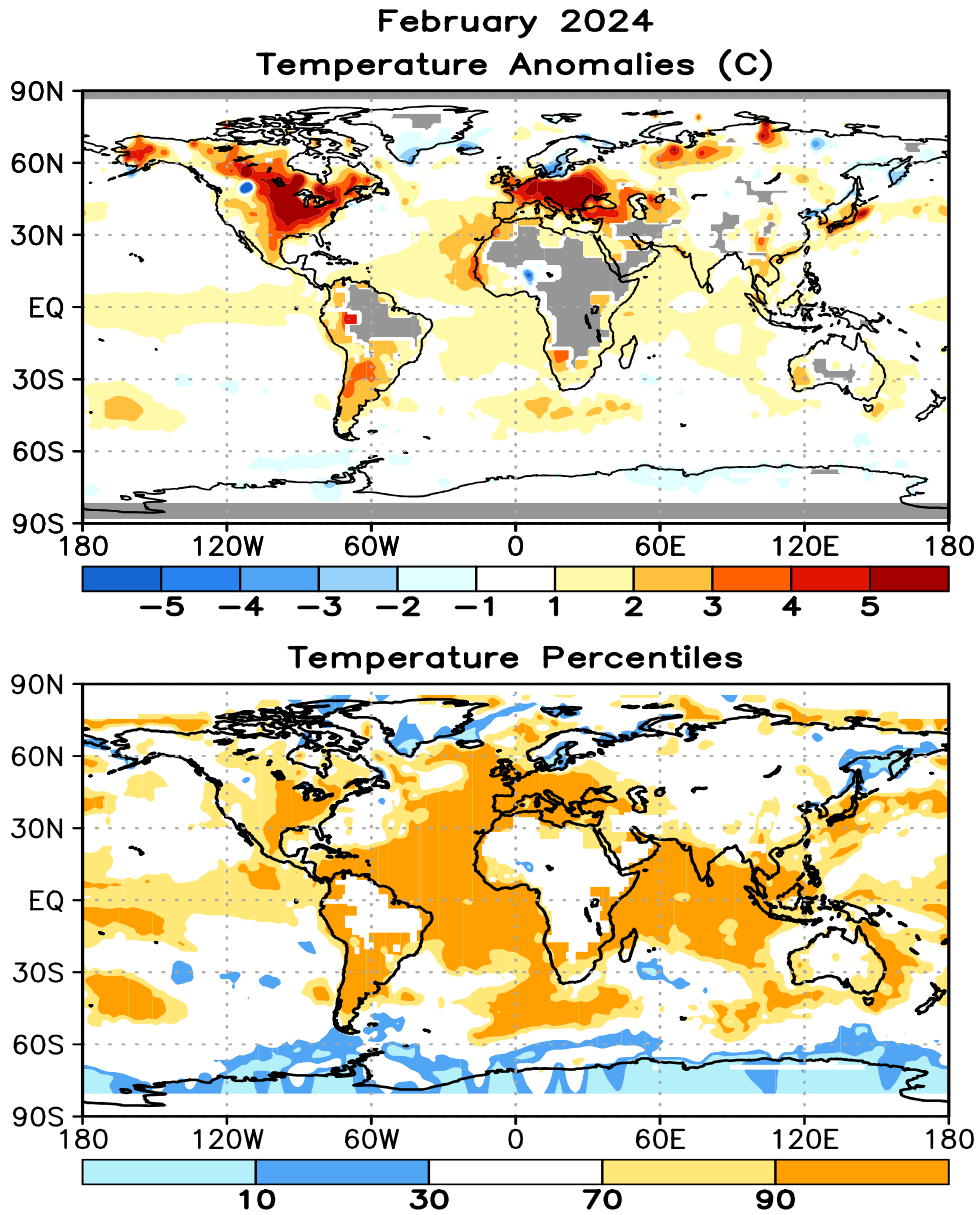 February 2024
Temperature Anomalies (C)
90N
60N
30N
EQ
30S
60S
90S
180 120W 60W 0 60E 120E 180
−5 −4 −3 −2 −1 1 2 3 4 5
Temperature Percentiles
90N
60N
30N
EQ
30S
60S
90S
180 120W 60W 0 60E 120E 180
10 30 70 90